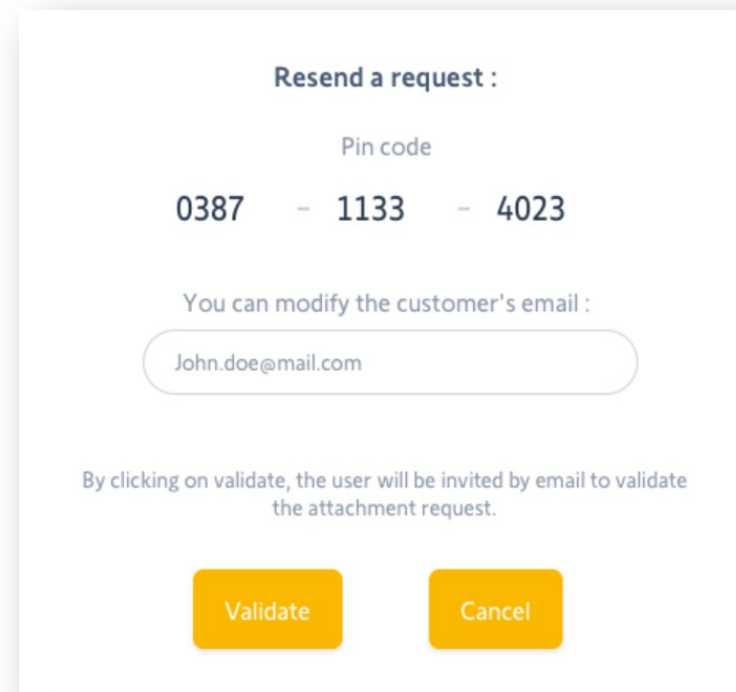 Resend a request :
Pin code
0387 - 1133 - 4023
You can modify the customer's email :
John.doe@mail.com
By clicking on validate, the user will be invited by email to validate
the attachment request.
Validate Cancel